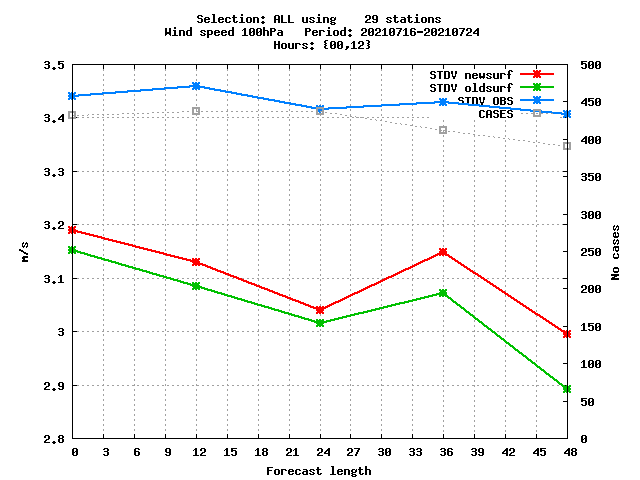 Selection: ALL using    29 stations
Wind speed 100hPa   Period: 20210716-20210724
Hours: {00,12}
3.5
3.4
3.3
3.2
3.1
3
2.9
2.8
m/s
500
450
400
350
300
250
200
150
100
50
0
No cases
STDV newsurf
STDV oldsurf
STDV OBS
CASES
0 3 6 9 12 15 18 21 24 27 30 33 36 39 42 45 48
Forecast length